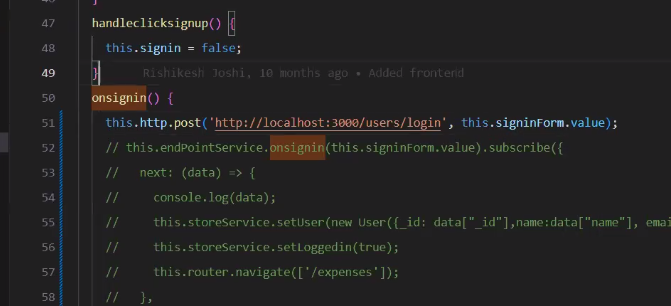 47 handleclicksignup() {
48 this.signin = false;
49 } Rishikesh Joshi, 10 months ago • Added frontend
50 onsignin() {
51 this.http.post('http://localhost:3000/users/login', this.signinForm.value);
52 // this.endPointService.onsignin(this.signinForm.value).subscribe({
53 // next: (data) => {
54 // console.log(data);
55 // this.storeService.setUser(new User({_id: data["_id"],name:data["name"], emai
56 // this.storeService.setLoggedin(true);
57 // this.router.navigate(['/expenses']);
58 // },